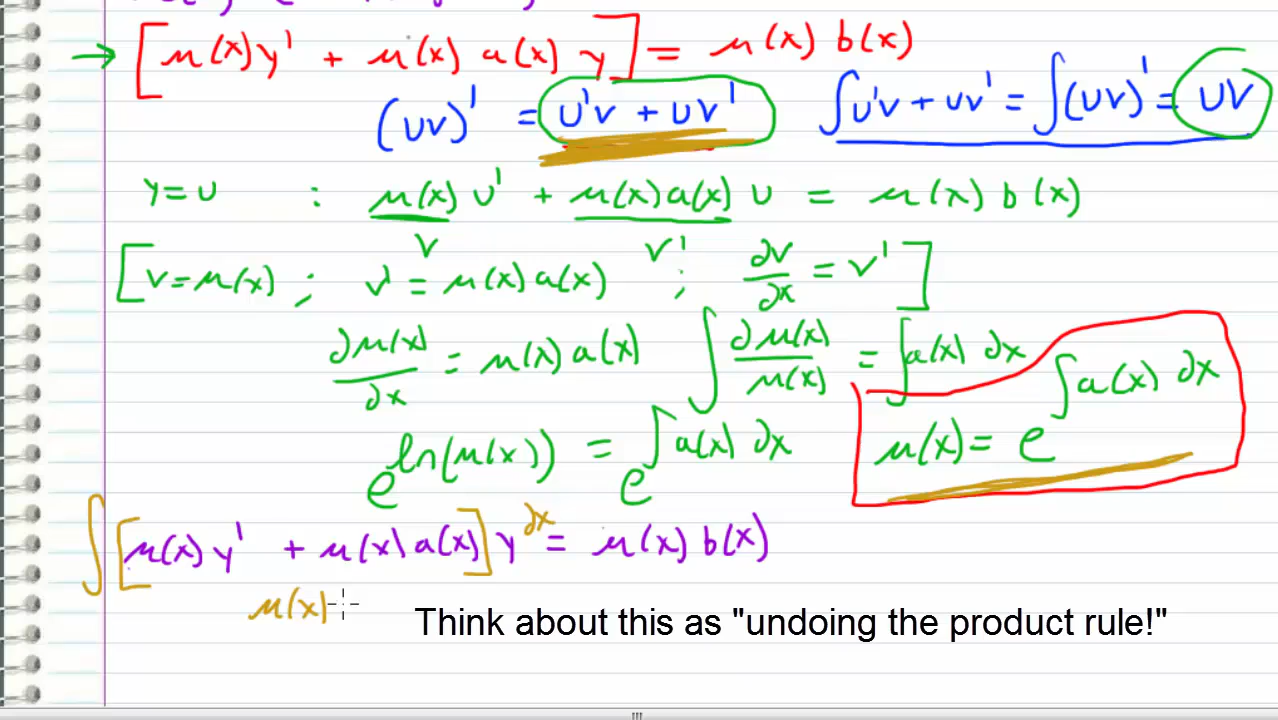 → [μ(x)y' + μ(x) a(x) y] = μ(x) b(x)
(uv)' = u'v + uv' ∫u'v + uv' = ∫(uv)' = uv
y=u : μ(x) u' + μ(x)a(x) u = μ(x) b(x)
v v'
[v=μ(x) ; v' = μ(x)a(x) ; ∂v/∂x = v']
∂μ(x)/∂x = μ(x) a(x) ∫ ∂μ(x)/μ(x) = ∫a(x) ∂x
e^ln(μ(x)) = e^∫a(x) ∂x μ(x) = e^∫a(x) ∂x
∫[μ(x) y' + μ(x) a(x)] y ∂x = μ(x) b(x)
μ(x)
Think about this as "undoing the product rule!"